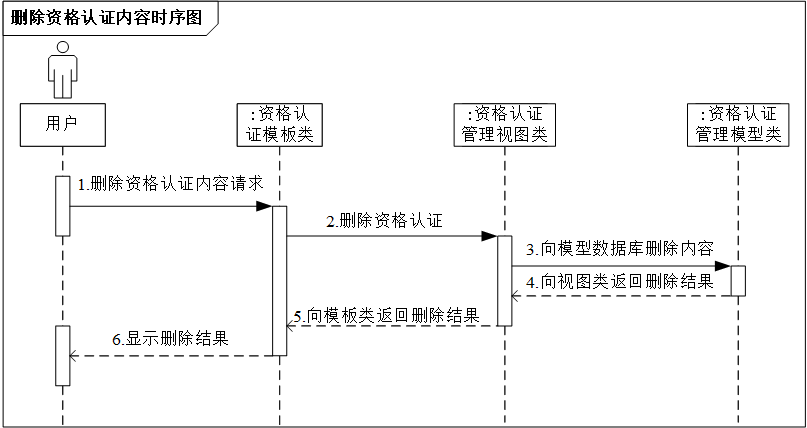 删除资格认证内容时序图
用户
:资格认
证模板类
:资格认证
管理视图类
:资格认证
管理模型类
1.删除资格认证内容请求
2.删除资格认证
3.向模型数据库删除内容
4.向视图类返回删除结果
5.向模板类返回删除结果
6.显示删除结果